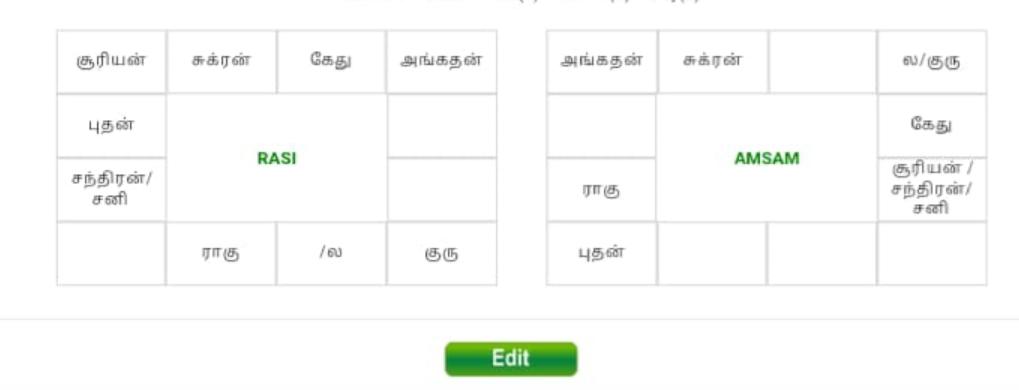 சூரியன் சுக்ரன் கேது அங்கதன்
புதன்
RASI
சந்திரன்/
சனி
ராகு /ல குரு
அங்கதன் சுக்ரன் ல/குரு
கேது
AMSAM
ராகு
சூரியன் /
சந்திரன்/
சனி
புதன்
Edit